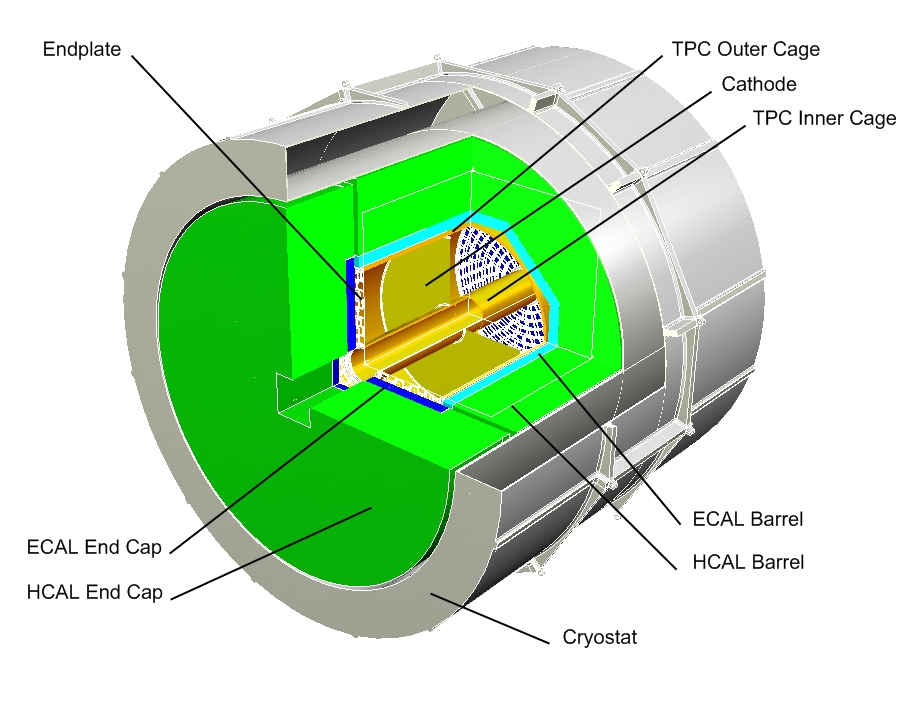 Endplate
TPC Outer Cage
Cathode
TPC Inner Cage
ECAL Barrel
ECAL End Cap
HCAL Barrel
HCAL End Cap
Cryostat